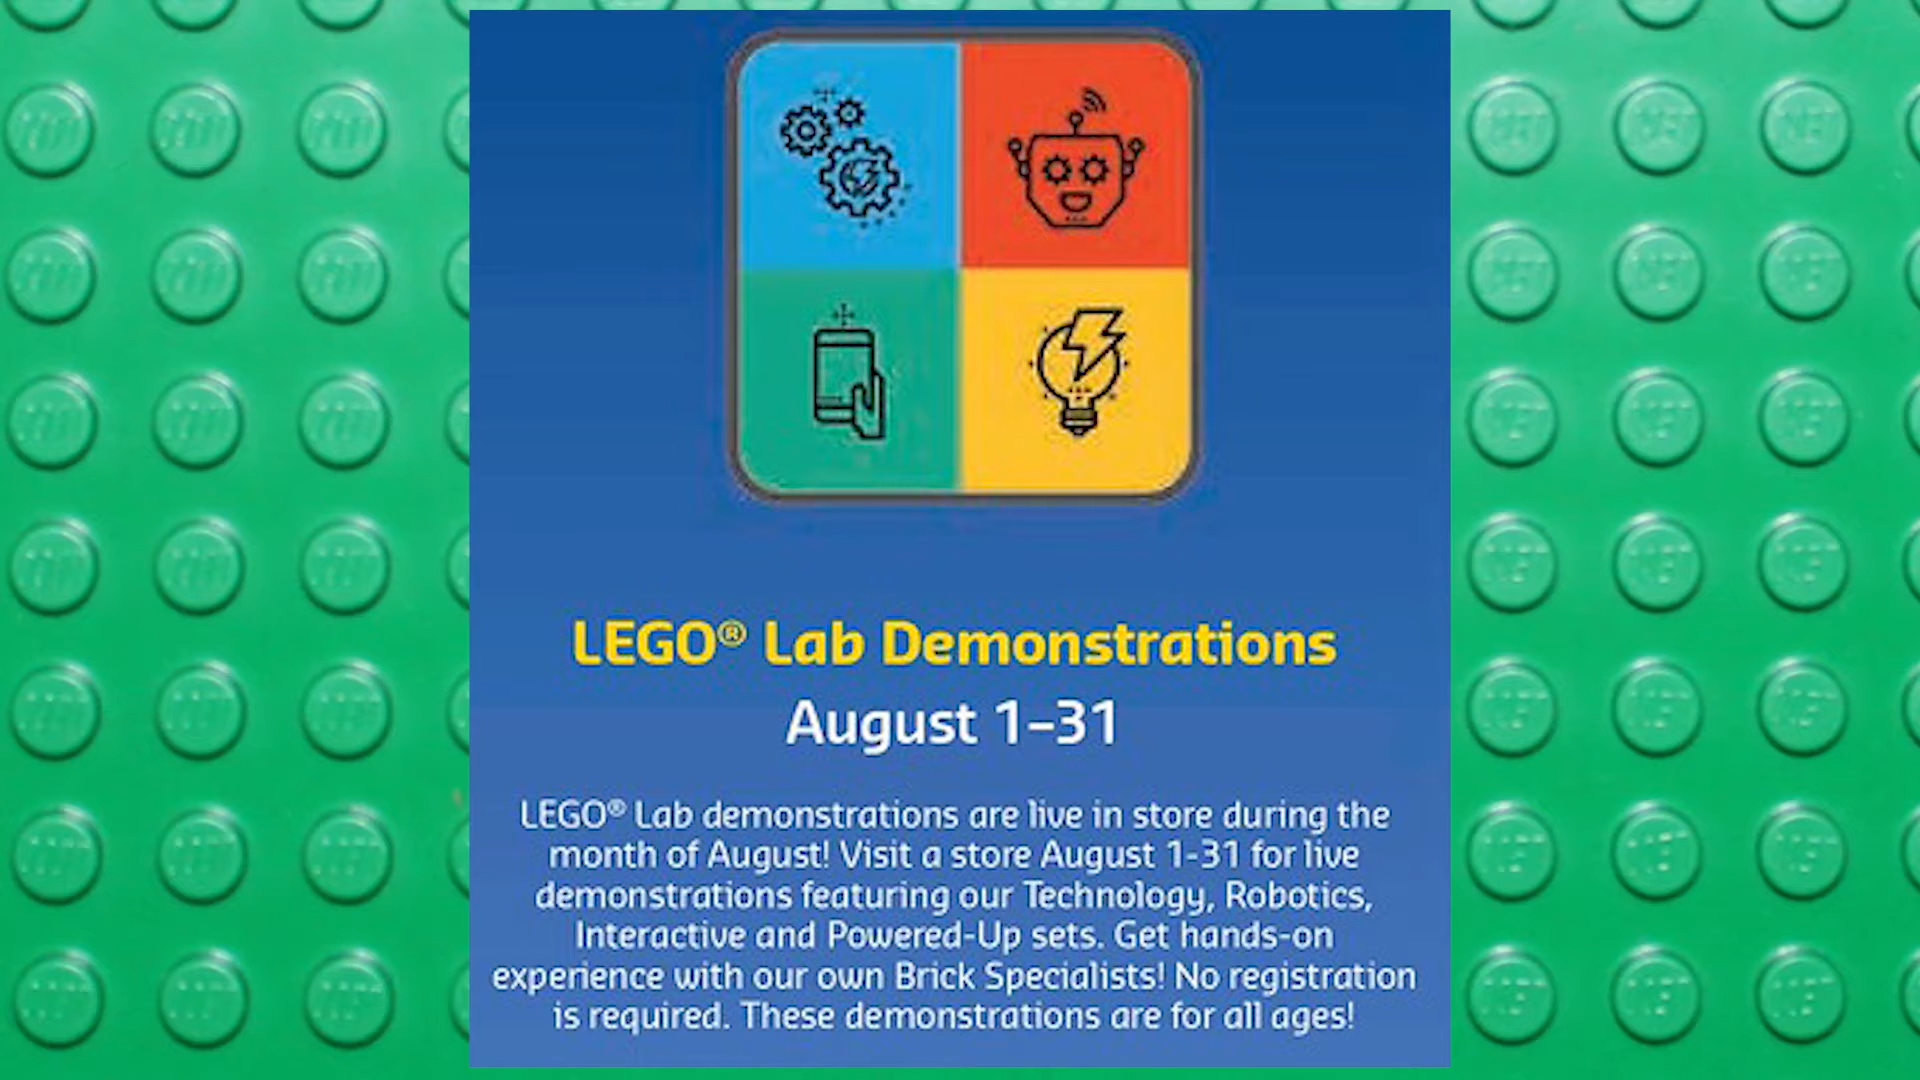 LEGO® Lab Demonstrations
August 1–31
LEGO® Lab demonstrations are live in store during the
month of August! Visit a store August 1-31 for live
demonstrations featuring our Technology, Robotics,
Interactive and Powered-Up sets. Get hands-on
experience with our own Brick Specialists! No registration
is required. These demonstrations are for all ages!